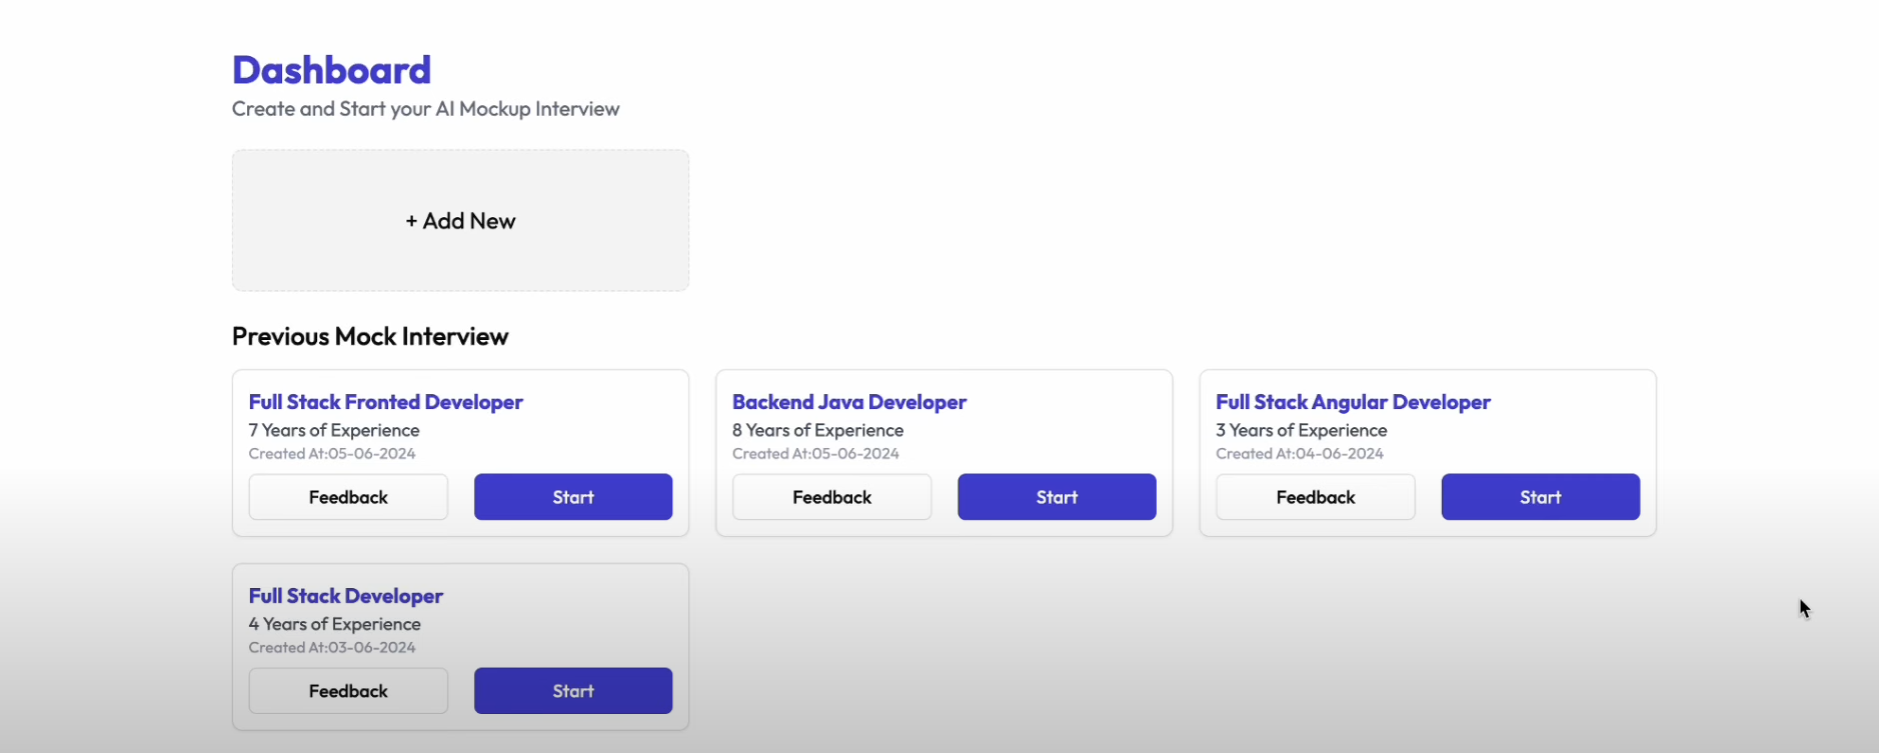 Dashboard
Create and Start your AI Mockup Interview
+ Add New
Previous Mock Interview
Full Stack Fronted Developer
7 Years of Experience
Created At:05-06-2024
Feedback
Start
Backend Java Developer
8 Years of Experience
Created At:05-06-2024
Feedback
Start
Full Stack Angular Developer
3 Years of Experience
Created At:04-06-2024
Feedback
Start
Full Stack Developer
4 Years of Experience
Created At:03-06-2024
Feedback
Start